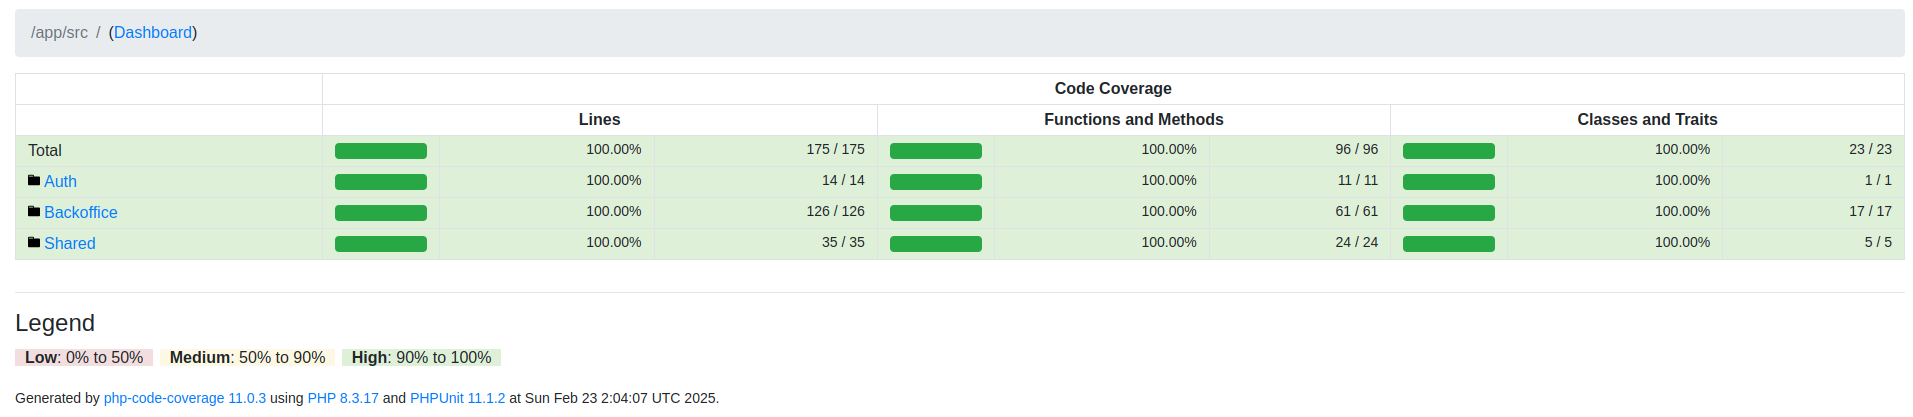 /app/src / (Dashboard)
Code Coverage
Lines Functions and Methods Classes and Traits
Total 100.00% 175 / 175 100.00% 96 / 96 100.00% 23 / 23
Auth 100.00% 14 / 14 100.00% 11 / 11 100.00% 1 / 1
Backoffice 100.00% 126 / 126 100.00% 61 / 61 100.00% 17 / 17
Shared 100.00% 35 / 35 100.00% 24 / 24 100.00% 5 / 5
Legend
Low: 0% to 50% Medium: 50% to 90% High: 90% to 100%
Generated by php-code-coverage 11.0.3 using PHP 8.3.17 and PHPUnit 11.1.2 at Sun Feb 23 2:04:07 UTC 2025.